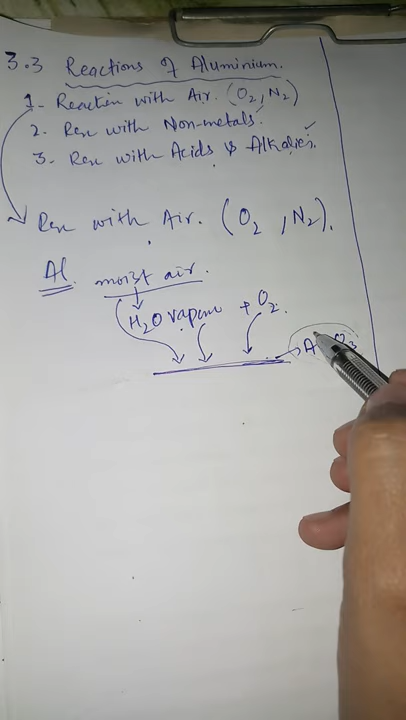 3.3 Reactions of Aluminium.
1- Reaction with Air. (O2, N2)
2. Rxn with Non-metals.
3- Rxn with Acids & Alkalies.
Rxn with Air. (O2, N2).
Al. moist air.
H2O vapour + O2.